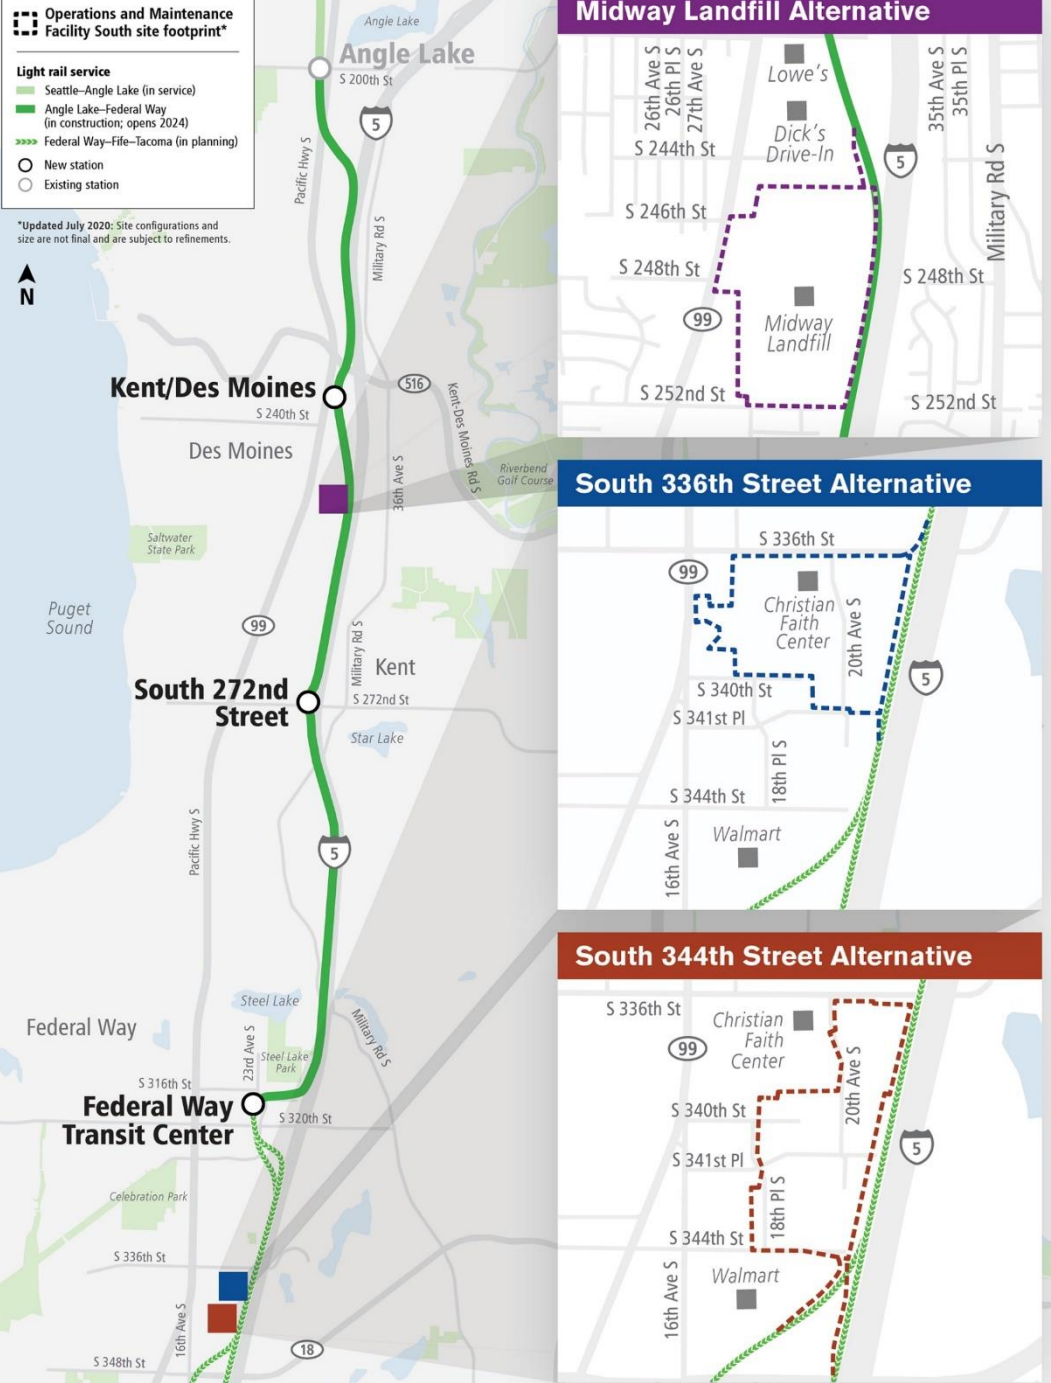 Operations and Maintenance
Facility South site footprint*
Light rail service
Seattle–Angle Lake (in service)
Angle Lake–Federal Way
(in construction; opens 2024)
Federal Way–Fife–Tacoma (in planning)
New station
Existing station
*Updated July 2020: Site configurations and
size are not final and are subject to refinements.
N
Angle Lake
Angle Lake
S 200th St
5
Pacific Hwy S
Military Rd S
Kent/Des Moines
S 240th St
516
Kent-Des Moines Rd S
Des Moines
36th Ave S
Riverbend
Golf Course
Saltwater
State Park
Puget
Sound
99
Military Rd S
Kent
South 272nd
Street
S 272nd St
Star Lake
Pacific Hwy S
5
Steel Lake
Federal Way
23rd Ave S
Steel Lake
Park
Military Rd S
S 316th St
Federal Way
Transit Center
S 320th St
Celebration Park
S 336th St
16th Ave S
18
S 348th St
Midway Landfill Alternative
26th Ave S
26th Pl S
27th Ave S
Lowe's
35th Ave S
35th Pl S
Dick's
Drive-In
S 244th St
5
Military Rd S
S 246th St
S 248th St
S 248th St
99
Midway
Landfill
S 252nd St
S 252nd St
South 336th Street Alternative
S 336th St
99
Christian
Faith
Center
20th Ave S
5
S 340th St
S 341st Pl
18th Pl S
S 344th St
16th Ave S
Walmart
South 344th Street Alternative
S 336th St
Christian
Faith
Center
99
20th Ave S
S 340th St
5
S 341st Pl
18th Pl S
S 344th St
16th Ave S
Walmart